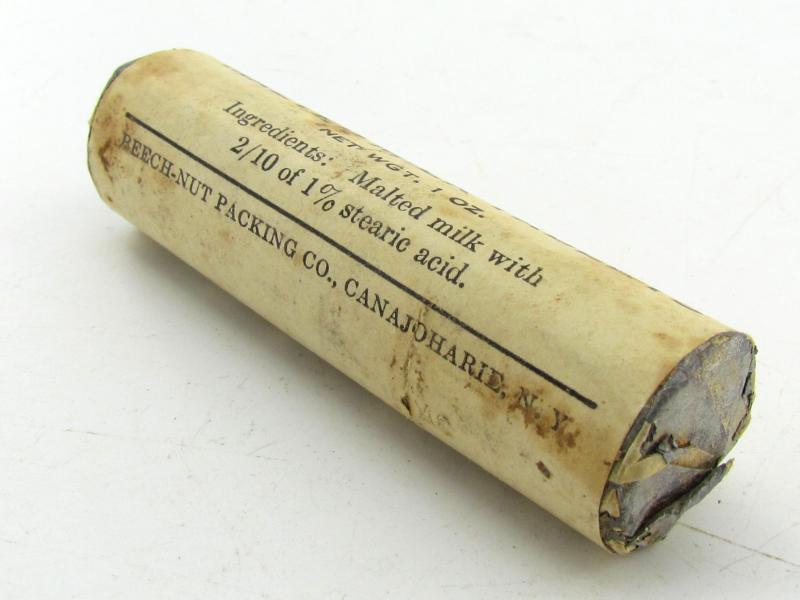 NET WGT. 1 OZ.
Ingredients: Malted milk with
2/10 of 1% stearic acid.
BEECH-NUT PACKING CO., CANAJOHARIE, N. Y.